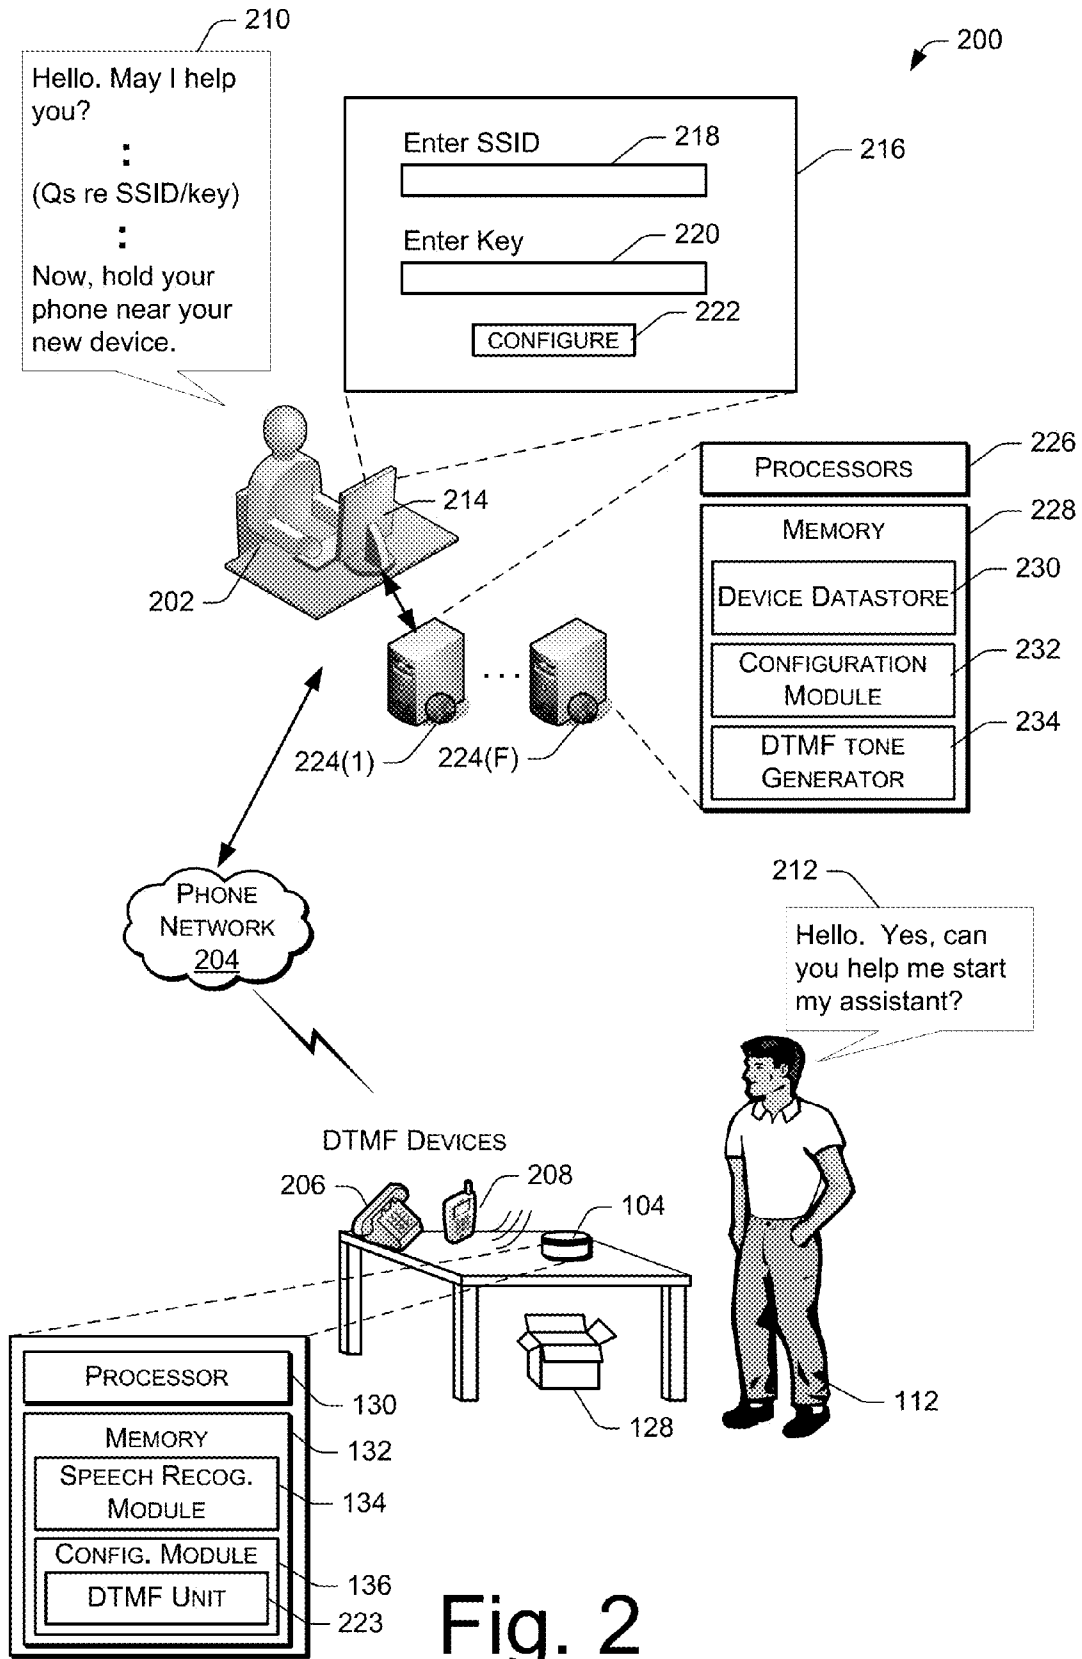 210
200
Hello. May I help
you?
:
(Qs re SSID/key)
:
Now, hold your
phone near your
new device.
Enter SSID
218
216
Enter Key
220
222
CONFIGURE
214
202
PROCESSORS
226
MEMORY
228
DEVICE DATASTORE
230
CONFIGURATION
MODULE
232
DTMF TONE
GENERATOR
234
...
224(1)
224(F)
PHONE
NETWORK
204
212
Hello. Yes, can
you help me start
my assistant?
DTMF DEVICES
206
208
104
128
112
PROCESSOR
130
MEMORY
132
SPEECH RECOG.
MODULE
134
CONFIG. MODULE
136
DTMF UNIT
223
Fig. 2